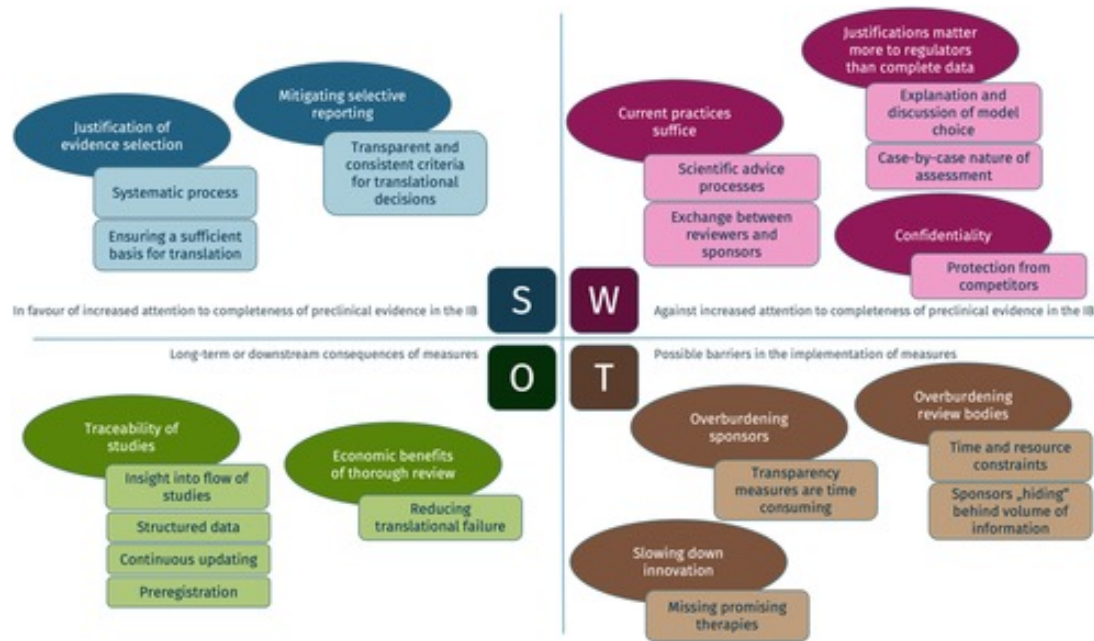 Justification of
evidence selection
Systematic process
Ensuring a sufficient
basis for translation
Mitigating selective
reporting
Transparent and
consistent criteria
for translational
decisions
In favour of increased attention to completeness of preclinical evidence in the IB
S
Current practices
suffice
Scientific advice
processes
Exchange between
reviewers and
sponsors
Justifications matter
more to regulators
than complete data
Explanation and
discussion of model
choice
Case-by-case nature of
assessment
Confidentiality
Protection from
competitors
W
Against increased attention to completeness of preclinical evidence in the IB
Long-term or downstream consequences of measures
O
Traceability of
studies
Insight into flow of
studies
Structured data
Continuous updating
Preregistration
Economic benefits
of thorough review
Reducing
translational failure
T
Possible barriers in the implementation of measures
Overburdening
sponsors
Transparency
measures are time
consuming
Overburdening
review bodies
Time and resource
constraints
Sponsors „hiding“
behind volume of
information
Slowing down
innovation
Missing promising
therapies